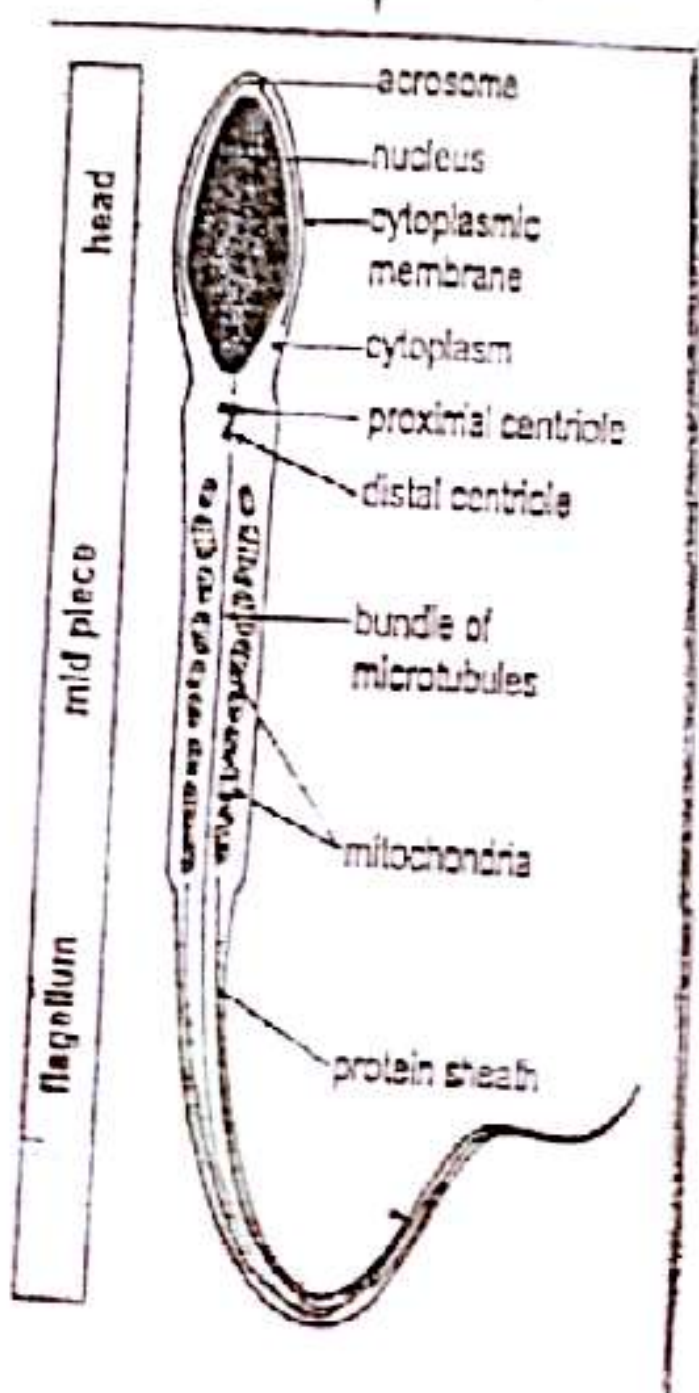 head
mid piece
flagellum
acrosome
nucleus
cytoplasmic
membrane
cytoplasm
proximal centriole
distal centriole
bundle of
microtubules
mitochondria
protein sheath